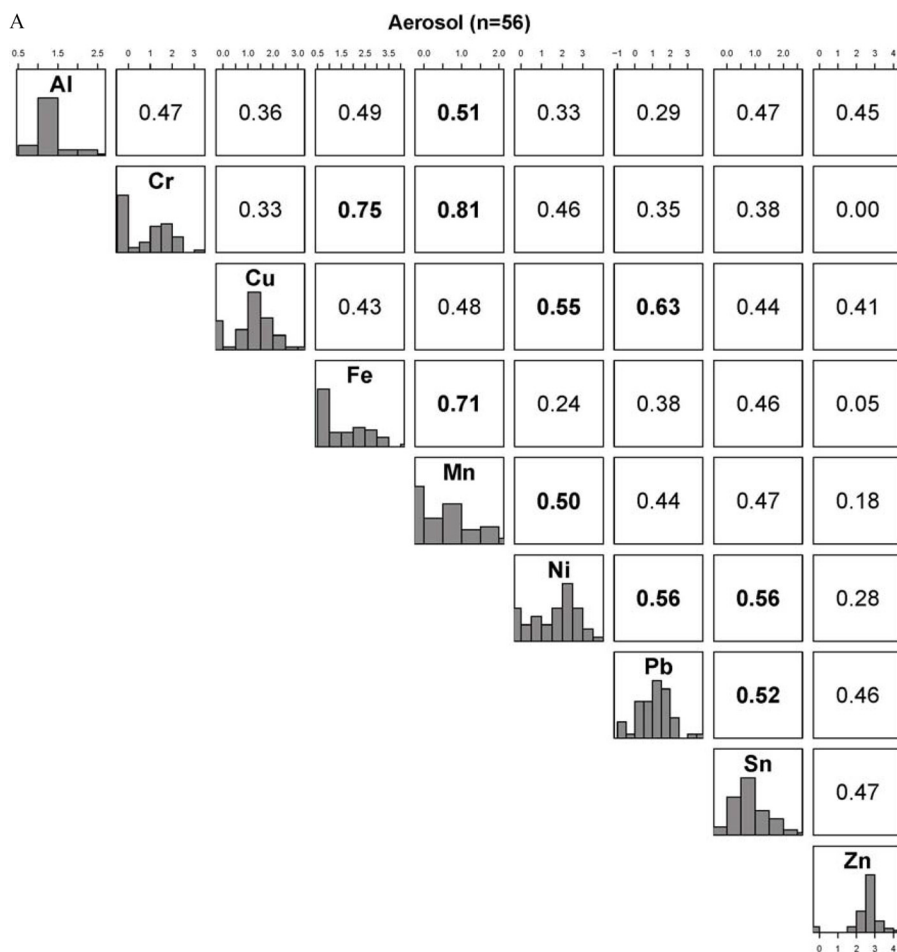 A
Aerosol (n=56)
0.5 1.5 2.5 0 1 2 3 0.0 1.0 2.0 3.0 0.5 1.5 2.5 3.5 0.0 1.0 2.0 0 1 2 3 −1 0 1 2 3 0.0 1.0 2.0 0 1 2 3 4
Al 0.47 0.36 0.49 0.51 0.33 0.29 0.47 0.45
Cr 0.33 0.75 0.81 0.46 0.35 0.38 0.00
Cu 0.43 0.48 0.55 0.63 0.44 0.41
Fe 0.71 0.24 0.38 0.46 0.05
Mn 0.50 0.44 0.47 0.18
Ni 0.56 0.56 0.28
Pb 0.52 0.46
Sn 0.47
Zn
0 1 2 3 4